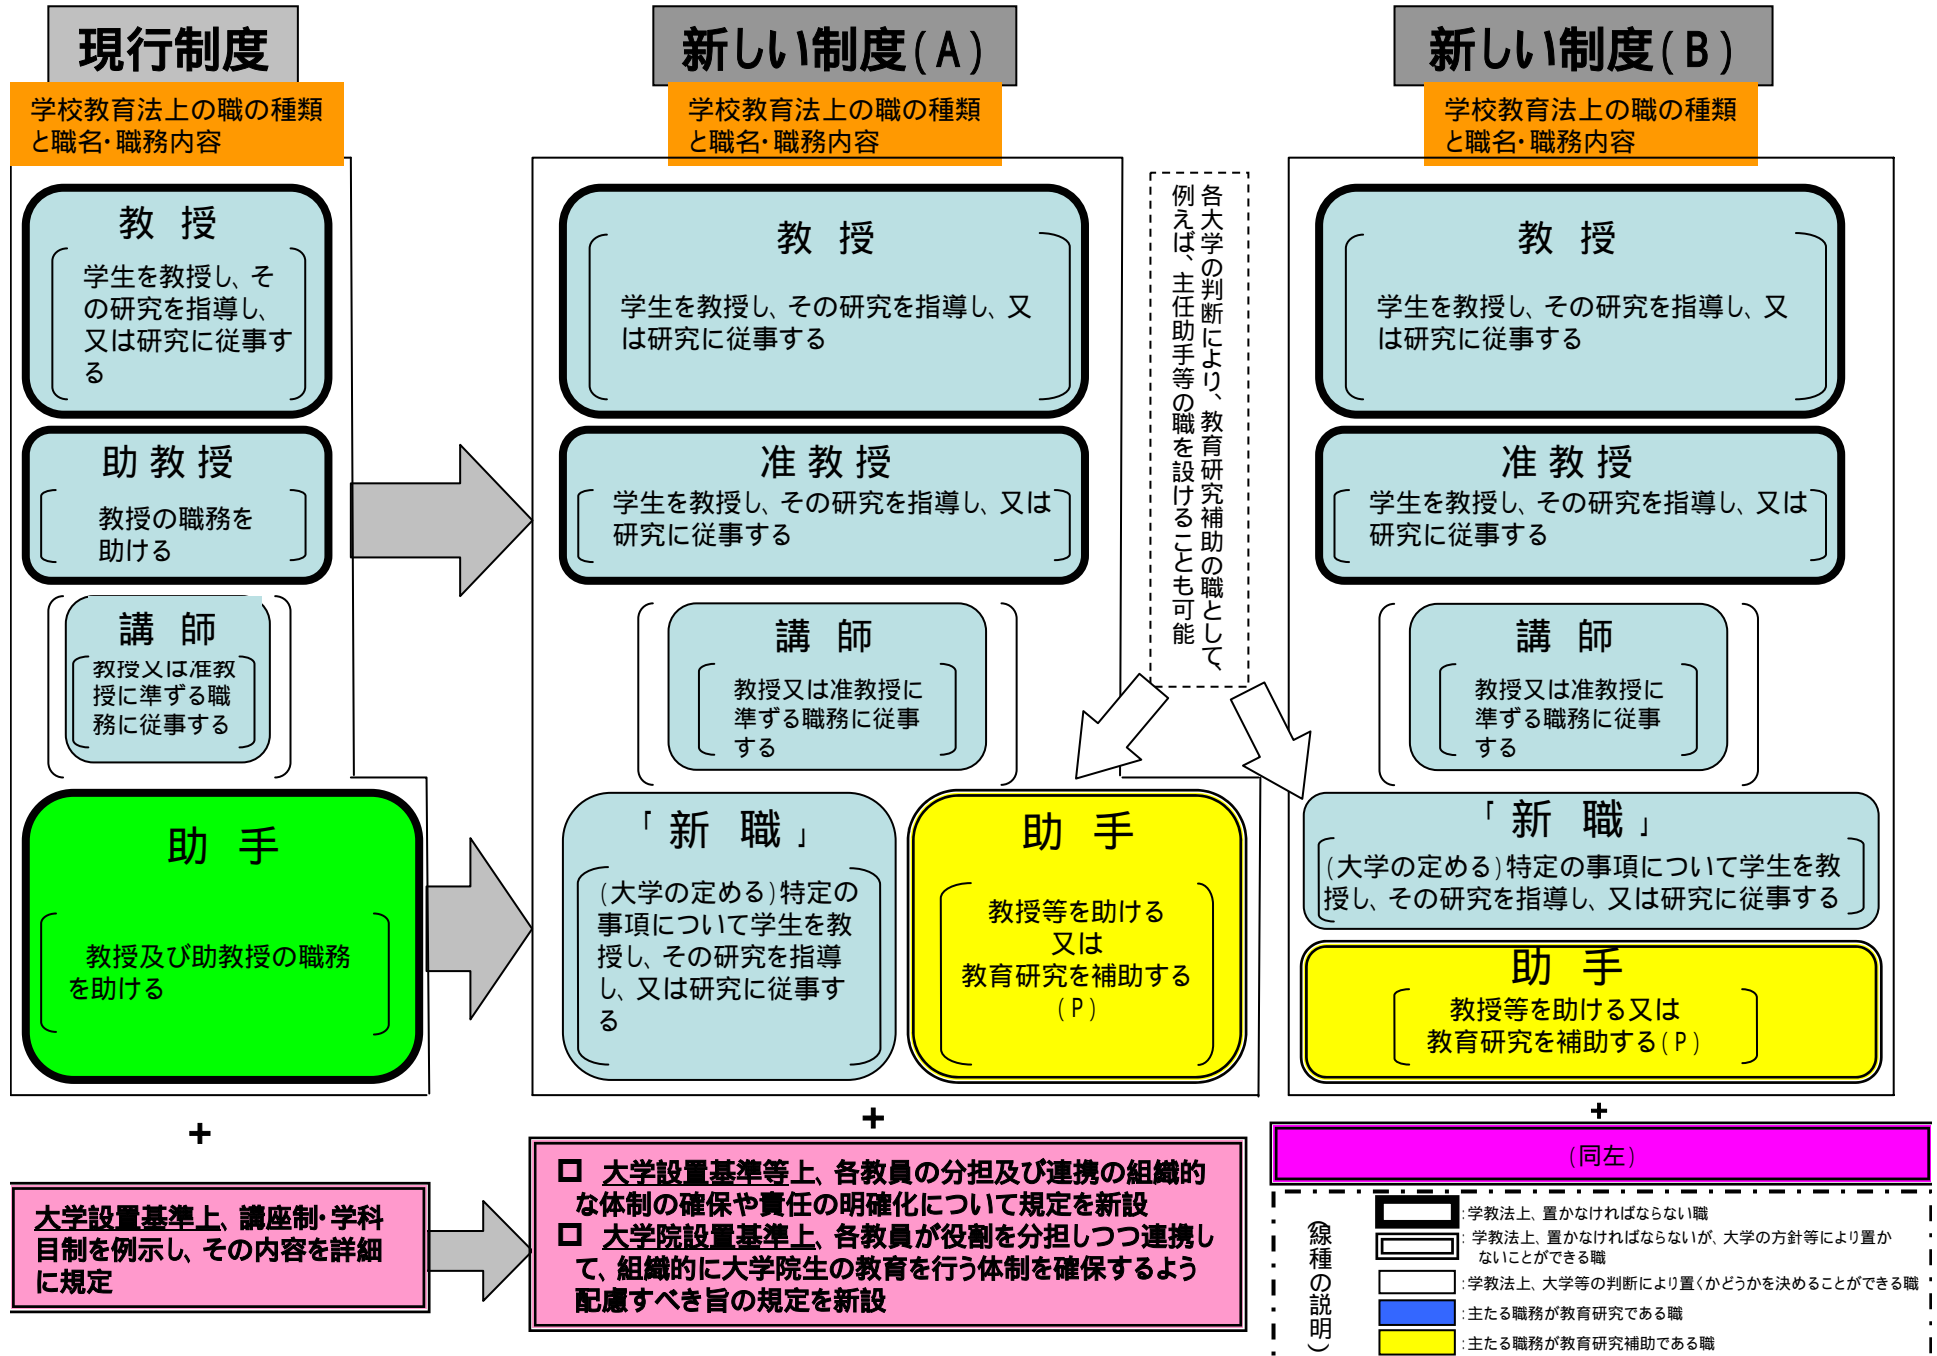 現行制度
学校教育法上の職の種類
と職名・職務内容
教 授
学生を教授し、そ
の研究を指導し、
又は研究に従事す
る
助教授
教授の職務を
助ける
講 師
教授又は准教
授に準ずる職
務に従事する
助 手
教授及び助教授の職務
を助ける
+
大学設置基準上、講座制・学科
目制を例示し、その内容を詳細
に規定
新しい制度(A)
学校教育法上の職の種類
と職名・職務内容
教 授
学生を教授し、その研究を指導し、又
は研究に従事する
准教授
学生を教授し、その研究を指導し、又は
研究に従事する
講 師
教授又は准教授に
準ずる職務に従事
する
「新 職」
(大学の定める)特定の
事項について学生を教
授し、その研究を指導
し、又は研究に従事す
る
助 手
教授等を助ける
又は
教育研究を補助する
(P)
+
□ 大学設置基準等上、各教員の分担及び連携の組織的
な体制の確保や責任の明確化について規定を新設
□ 大学院設置基準上、各教員が役割を分担しつつ連携し
て、組織的に大学院生の教育を行う体制を確保するよう
配慮すべき旨の規定を新設
各大学の判断により、教育研究補助の職として、
例えば、主任助手等の職を設けることも可能
新しい制度(B)
学校教育法上の職の種類
と職名・職務内容
教 授
学生を教授し、その研究を指導し、又
は研究に従事する
准教授
学生を教授し、その研究を指導し、又は
研究に従事する
講 師
教授又は准教授に
準ずる職務に従事
する
「新 職」
(大学の定める)特定の事項について学生を教
授し、その研究を指導し、又は研究に従事する
助 手
教授等を助ける又は
教育研究を補助する(P)
+
(同左)
(線種の説明)
:学教法上、置かなければならない職
:学教法上、置かなければならないが、大学の方針等により置か
ないことができる職
:学教法上、大学等の判断により置くかどうかを決めることができる職
:主たる職務が教育研究である職
:主たる職務が教育研究補助である職